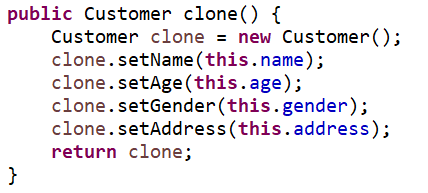 public Customer clone() {
    Customer clone = new Customer();
    clone.setName(this.name);
    clone.setAge(this.age);
    clone.setGender(this.gender);
    clone.setAddress(this.address);
    return clone;
}